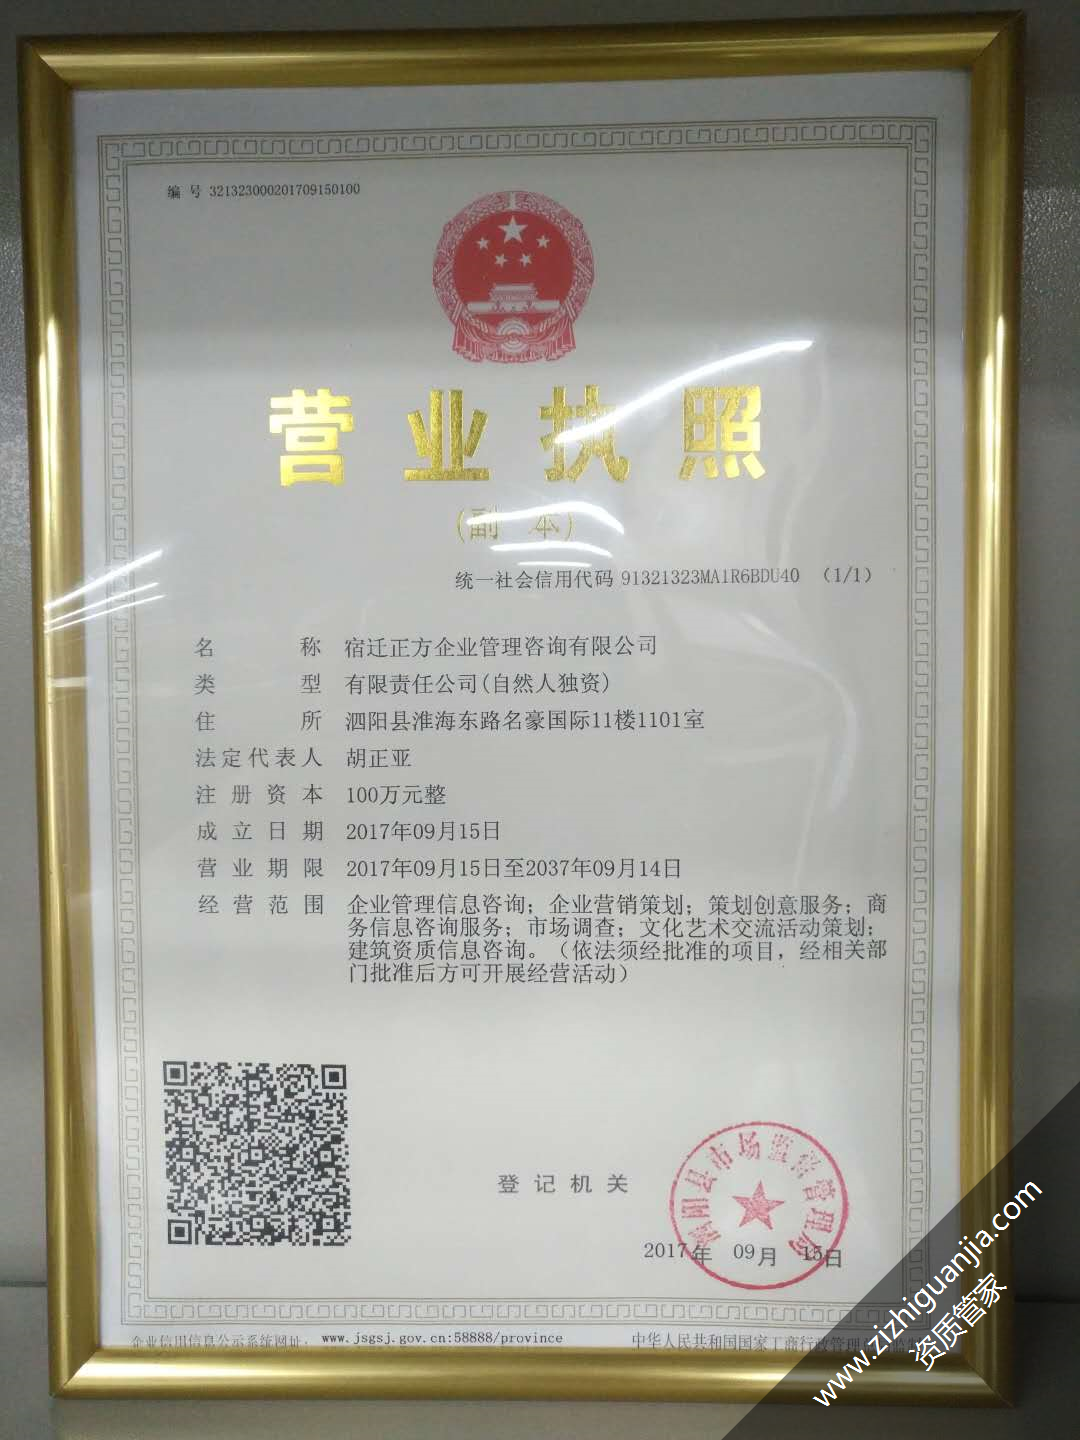 编 号 321323000201709150100
营业执照
(副 本)
统一社会信用代码 91321323MA1R6BDU40 (1/1)
名 称 宿迁正方企业管理咨询有限公司
类 型 有限责任公司(自然人独资)
住 所 泗阳县淮海东路名豪国际11楼1101室
法定代表人 胡正亚
注册资本 100万元整
成立日期 2017年09月15日
营业期限 2017年09月15日至2037年09月14日
经营范围 企业管理信息咨询;企业营销策划;策划创意服务;商
务信息咨询服务;市场调查;文化艺术交流活动策划;
建筑资质信息咨询。(依法须经批准的项目,经相关部
门批准后方可开展经营活动)
登记机关
泗阳县市场监督管理局
2017年 09月 15日
企业信用信息公示系统网址: www.jsgsj.gov.cn:58888/province
中华人民共和国国家工商行政管理
www.zizhiguanjia.com
资质管家